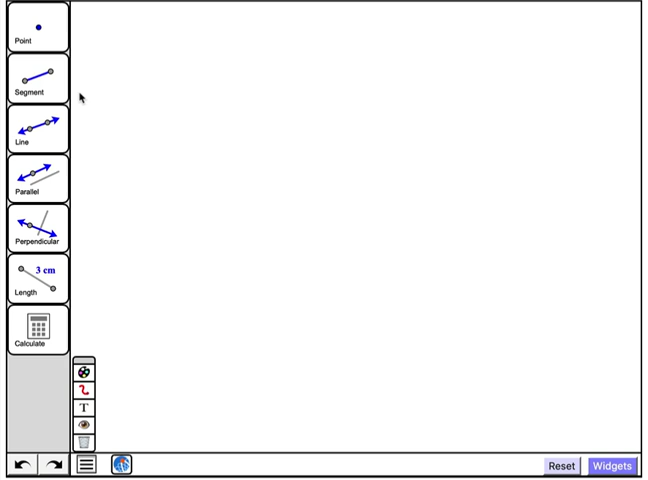 Point
Segment
Line
Parallel
Perpendicular
3 cm
Length
Calculate
T
Reset
Widgets